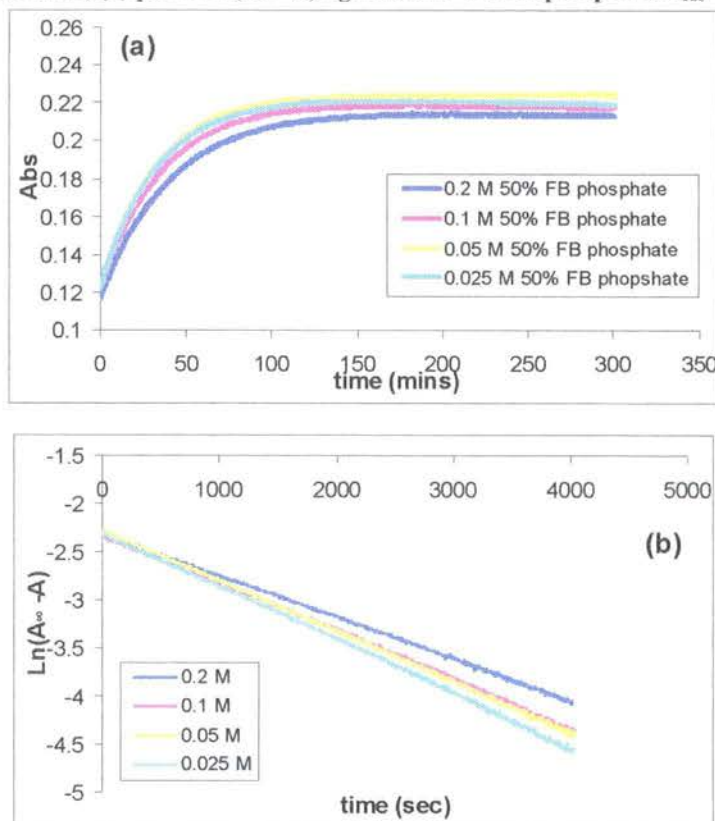 (a)
0.26
0.24
0.22
0.2
0.18
0.16
0.14
0.12
0.1
Abs
0.2 M 50% FB phosphate
0.1 M 50% FB phosphate
0.05 M 50% FB phosphate
0.025 M 50% FB phopshate
0 50 100 150 200 250 300 350
time (mins)
-1.5
0 1000 2000 3000 4000 5000
-2
-2.5
-3
-3.5
-4
-4.5
-5
(b)
Ln(A∞ -A)
0.2 M
0.1 M
0.05 M
0.025 M
time (sec)